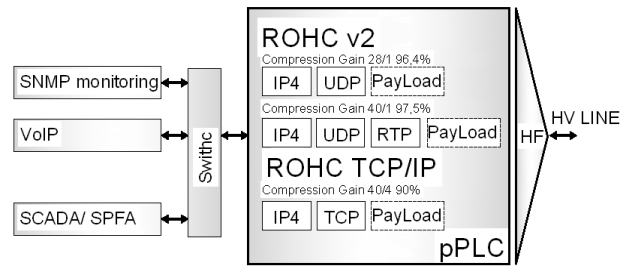 ROHC v2
Compression Gain 28/1 96,4%
IP4 UDP PayLoad
Compression Gain 40/1 97,5%
IP4 UDP RTP PayLoad
ROHC TCP/IP
Compression Gain 40/4 90%
IP4 TCP PayLoad
pPLC
SNMP monitoring
VoIP
SCADA/ SPFA
Swithc
HF
HV LINE